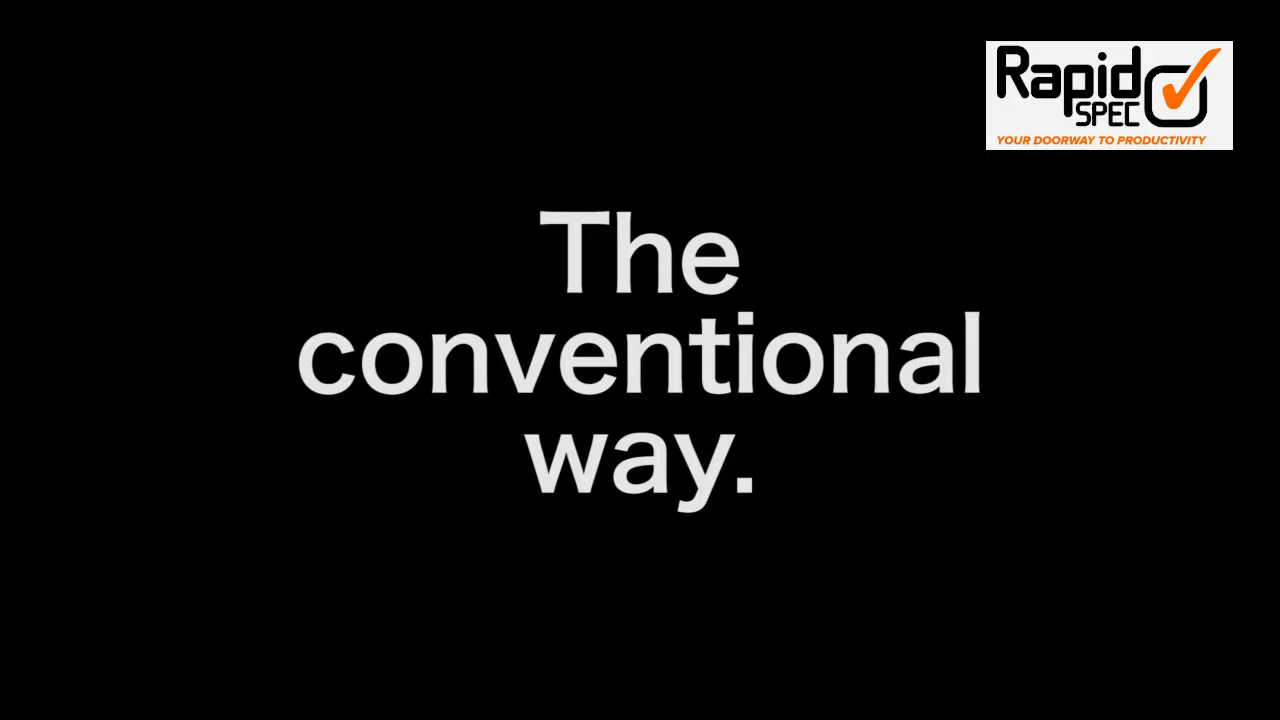 Rapid
SPEC
YOUR DOORWAY TO PRODUCTIVITY
The
conventional
way.